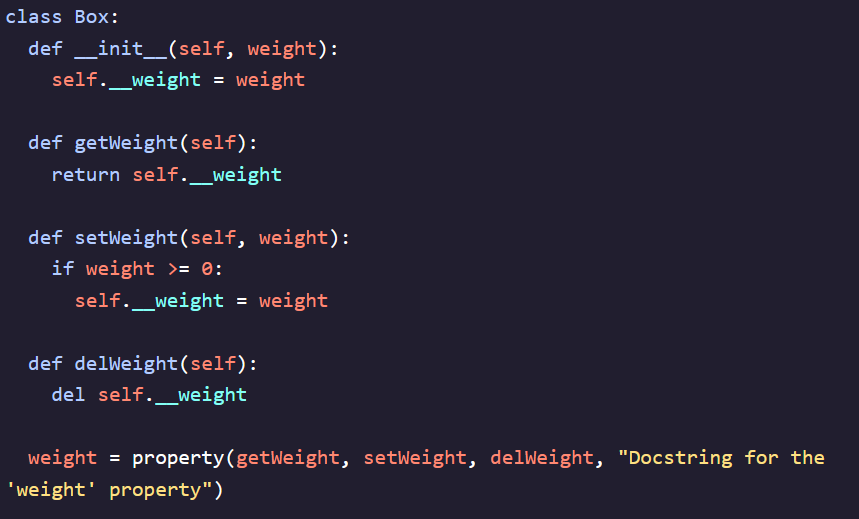 class Box:
  def __init__(self, weight):
    self.__weight = weight

  def getWeight(self):
    return self.__weight

  def setWeight(self, weight):
    if weight >= 0:
      self.__weight = weight

  def delWeight(self):
    del self.__weight

  weight = property(getWeight, setWeight, delWeight, "Docstring for the
'weight' property")